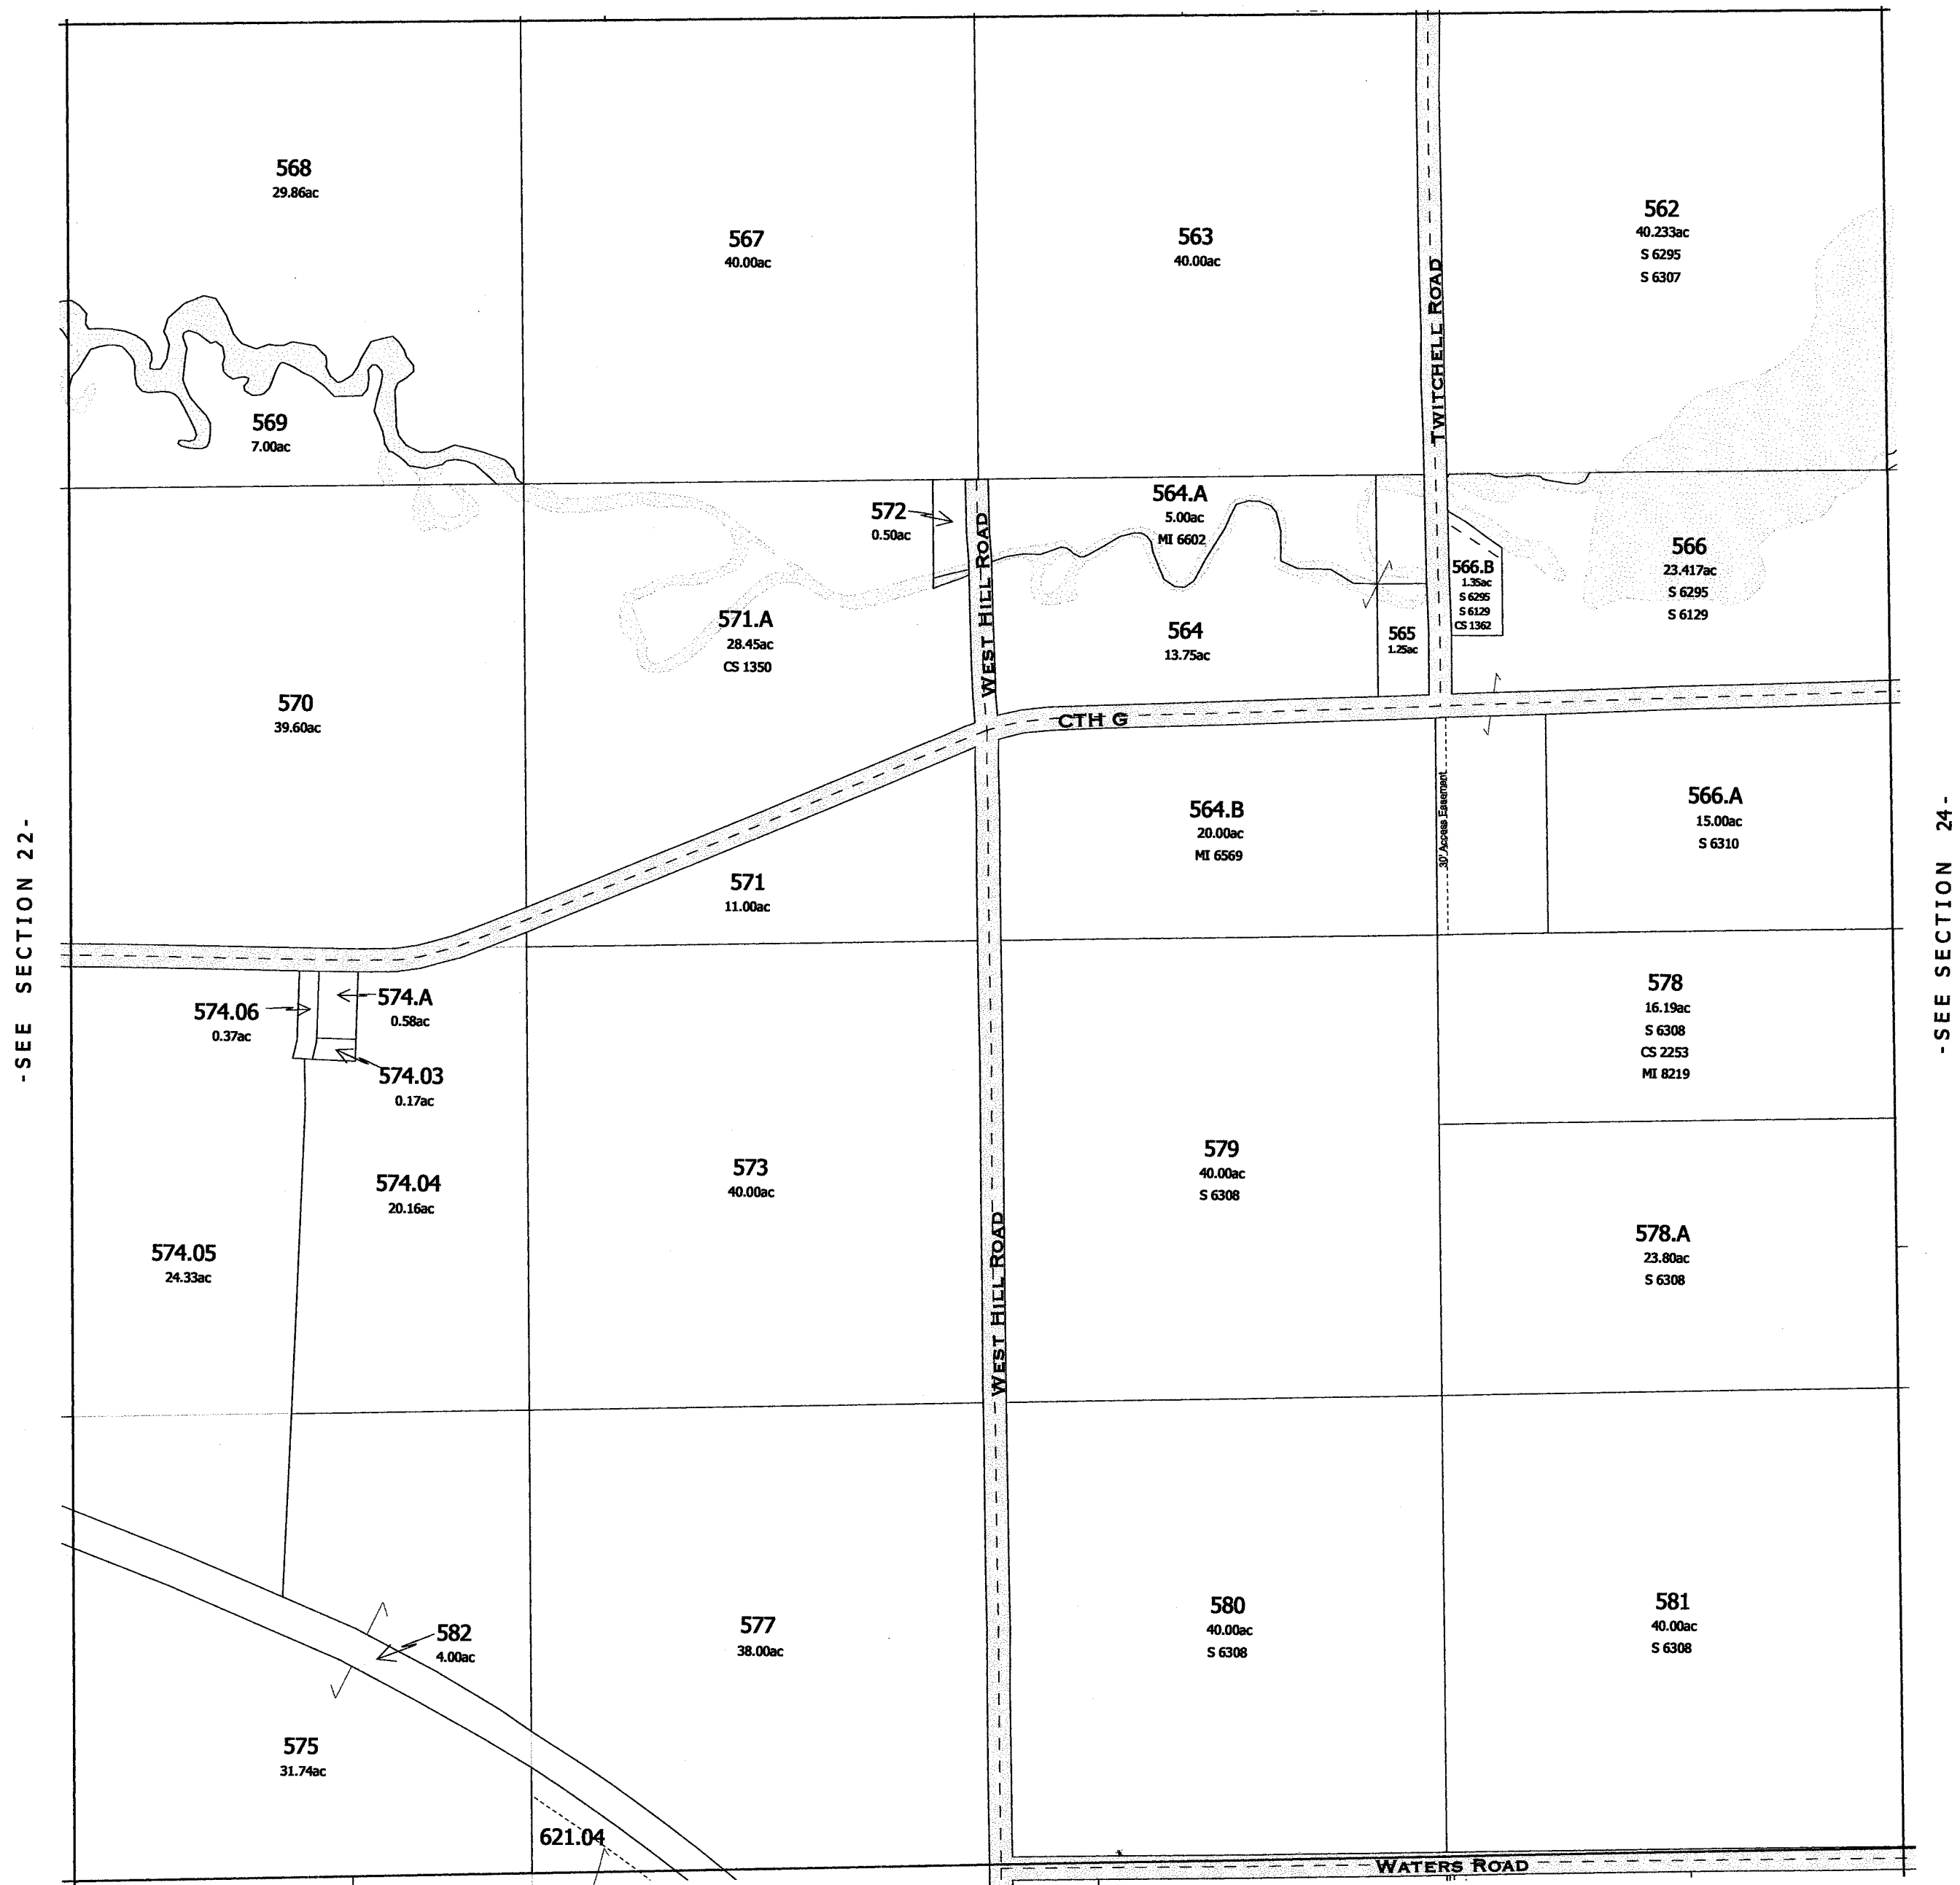 568
29.86ac
567
40.00ac
563
40.00ac
562
40.233ac
S 6295
S 6307
TWITCHELL ROAD
569
7.00ac
572
0.50ac
WEST HILL ROAD
564.A
5.00ac
MI 6602
566.B
1.35ac
S 6295
S 6129
CS 1362
566
23.417ac
S 6295
S 6129
571.A
28.45ac
CS 1350
564
13.75ac
565
1.25ac
570
39.60ac
CTH G
564.B
20.00ac
MI 6569
30' Access Easement
566.A
15.00ac
S 6310
-SEE SECTION 22-
-SEE SECTION 24-
571
11.00ac
574.06
0.37ac
574.A
0.58ac
574.03
0.17ac
578
16.19ac
S 6308
CS 2253
MI 8219
574.04
20.16ac
573
40.00ac
579
40.00ac
S 6308
574.05
24.33ac
WEST HILL ROAD
578.A
23.80ac
S 6308
582
4.00ac
577
38.00ac
580
40.00ac
S 6308
581
40.00ac
S 6308
575
31.74ac
621.04
WATERS ROAD